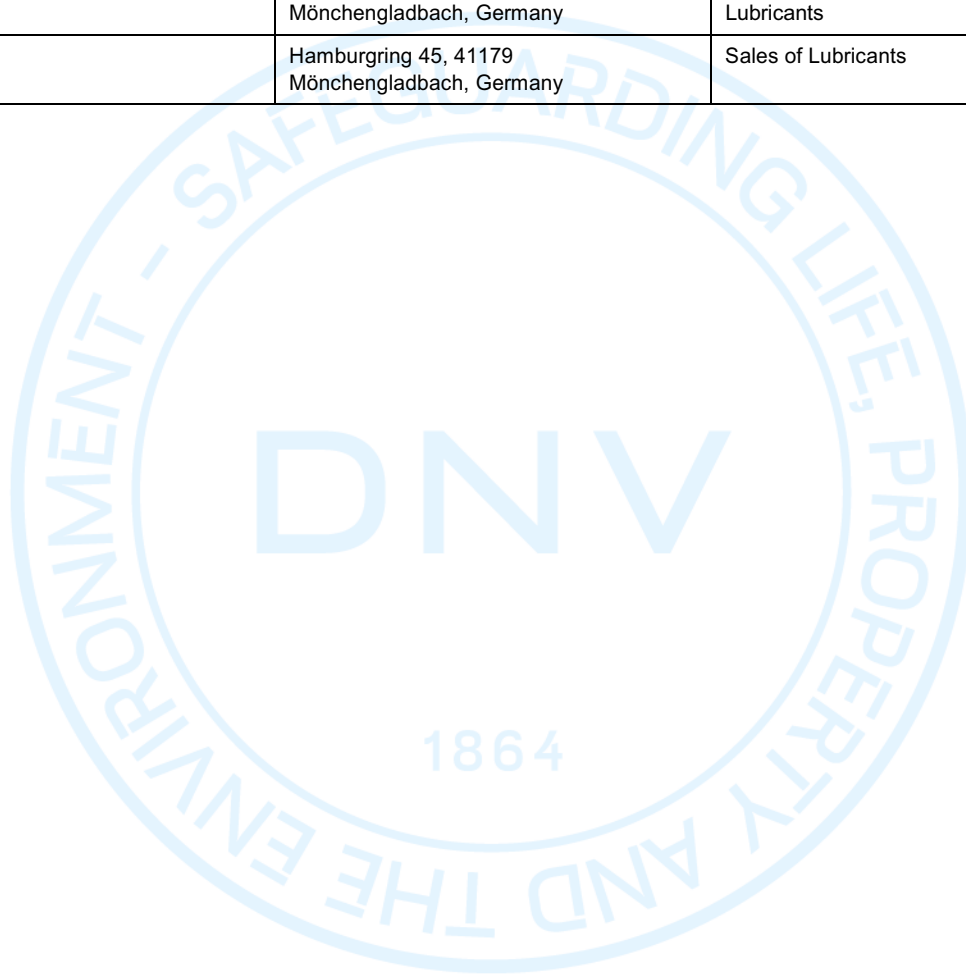 Mönchengladbach, Germany
Lubricants
Hamburgring 45, 41179
Mönchengladbach, Germany
Sales of Lubricants
SAFEGUARDING LIFE, PROPERTY AND THE ENVIRONMENT -
DNV
1864